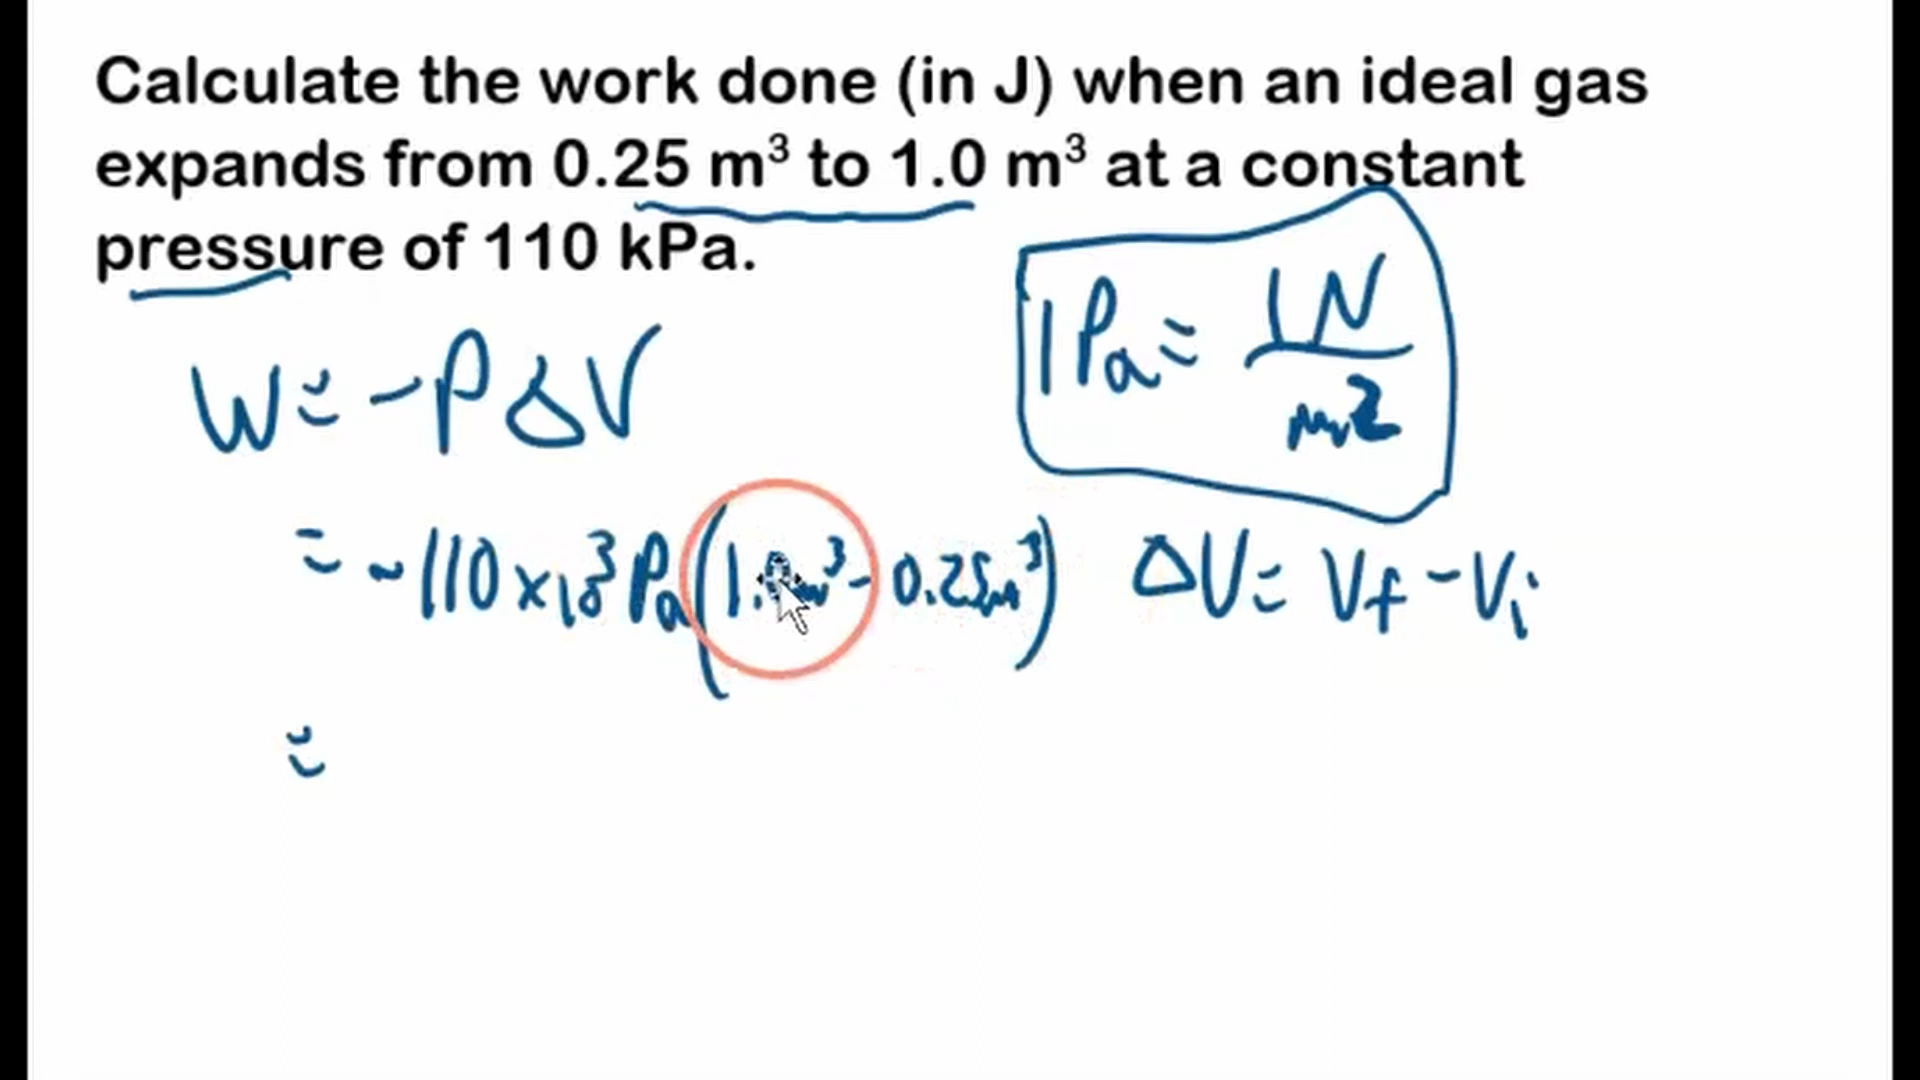 Calculate the work done (in J) when an ideal gas
expands from 0.25 m³ to 1.0 m³ at a constant
pressure of 110 kPa.
1 Pa = 1N / m²
W = -PΔV
= -110 x 10³ Pa (1.0m³ - 0.25m³)
ΔV = Vf - Vi
=